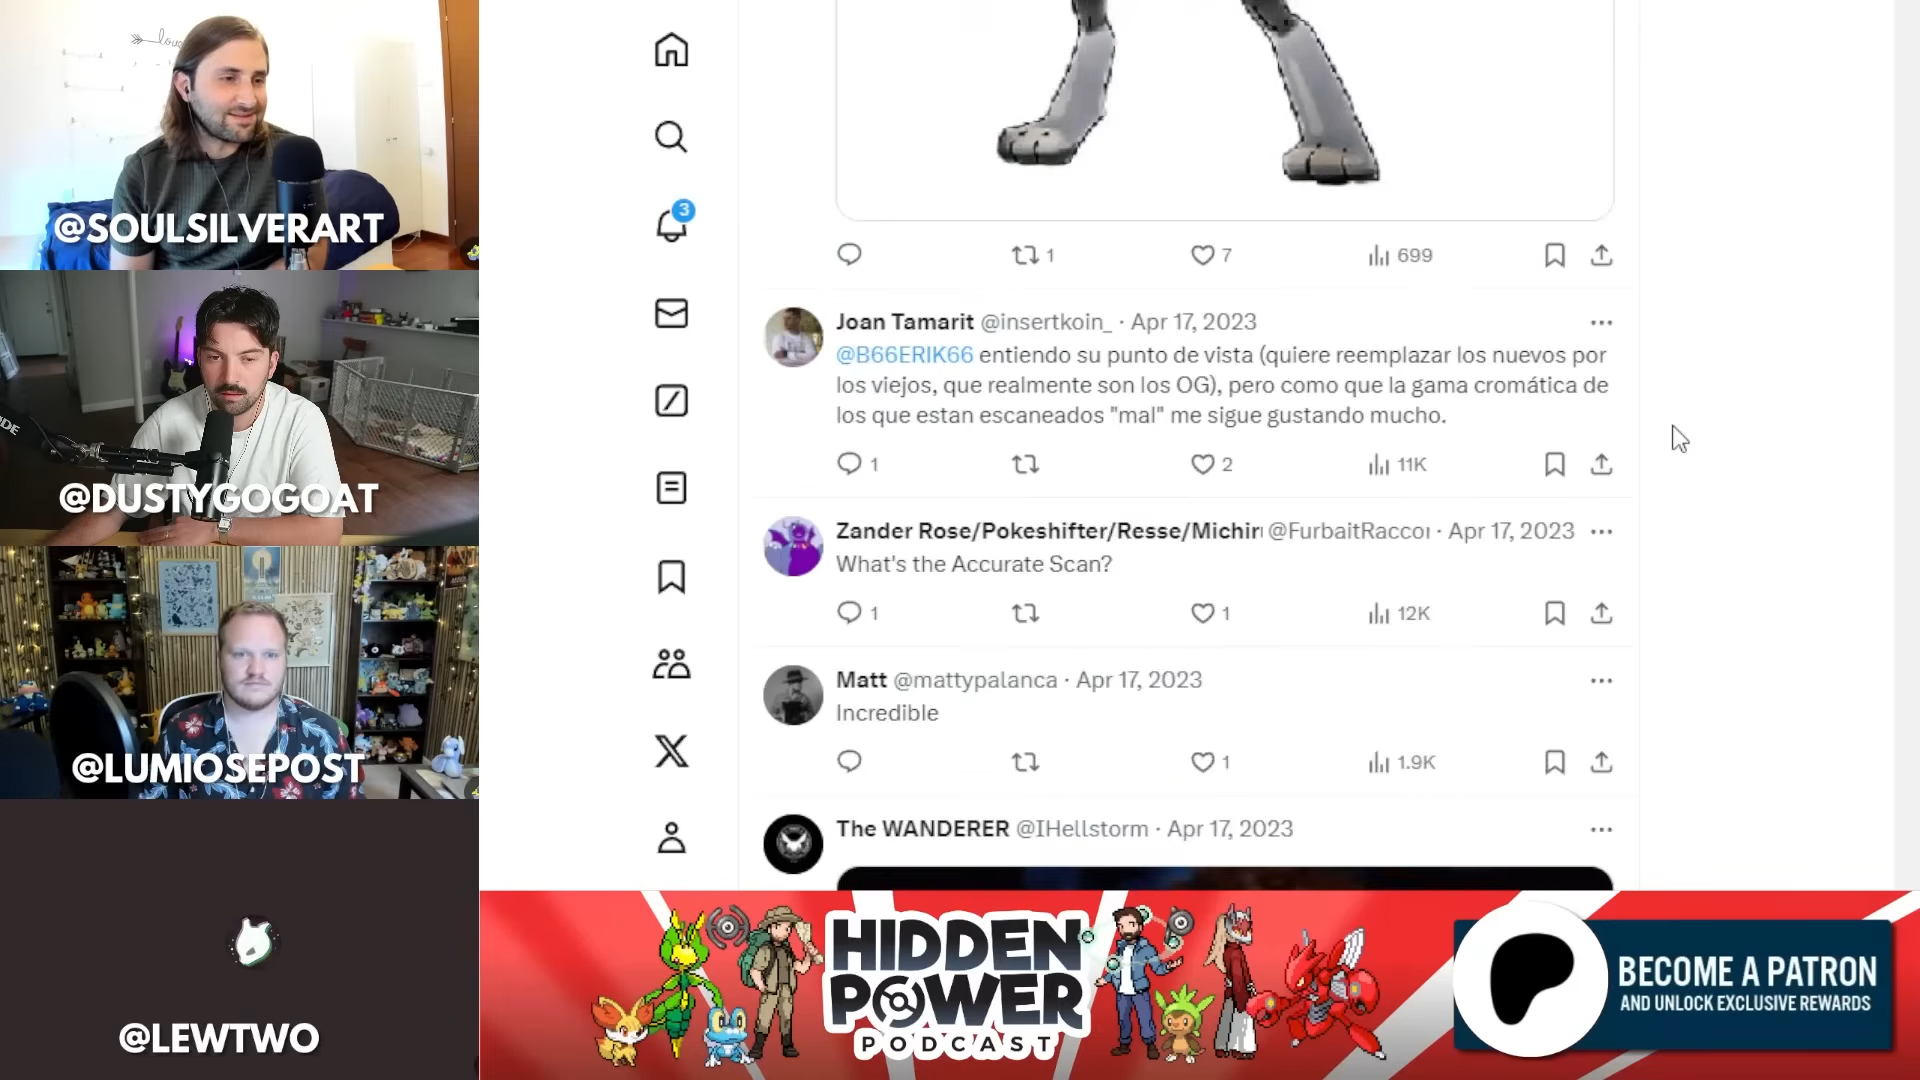 love
@SOULSILVERART
@DUSTYGOGOAT
@LUMIOSEPOST
@LEWTWO
3
1
7
699
Joan Tamarit @insertkoin_ · Apr 17, 2023
@B66ERIK66 entiendo su punto de vista (quiere reemplazar los nuevos por
los viejos, que realmente son los OG), pero como que la gama cromática de
los que estan escaneados "mal" me sigue gustando mucho.
1
2
11K
Zander Rose/Pokeshifter/Resse/Michir @FurbaitRaccoı · Apr 17, 2023
What's the Accurate Scan?
1
1
12K
Matt @mattypalanca · Apr 17, 2023
Incredible
1
1.9K
The WANDERER @IHellstorm · Apr 17, 2023
HIDDEN
POWER
PODCAST
BECOME A PATRON
AND UNLOCK EXCLUSIVE REWARDS